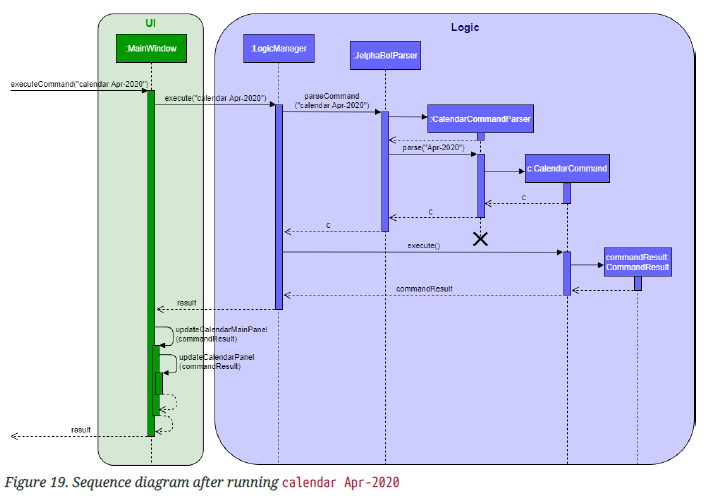 UI
Logic
:MainWindow
:LogicManager
:JelphaBotParser
executeCommand("calendar Apr-2020")
execute("calendar Apr-2020)
parseCommand
("calendar Apr-2020")
:CalendarCommandParser
parse("Apr-2020")
c:CalendarCommand
C
C
C
execute()
commandResult:
CommandResult
commandResult
result
updateCalendarMainPanel
(commandResult)
updateCalendarPanel
(commandResult)
result
Figure 19. Sequence diagram after running calendar Apr-2020